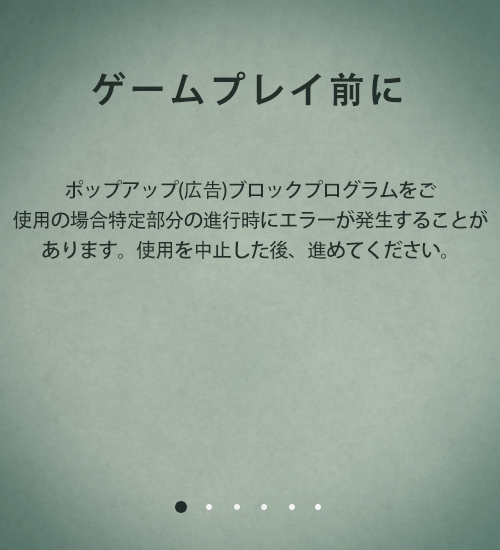 ゲームプレイ前に
ポップアップ(広告)ブロックプログラムをご
使用の場合特定部分の進行時にエラーが発生することが
あります。使用を中止した後、進めてください。